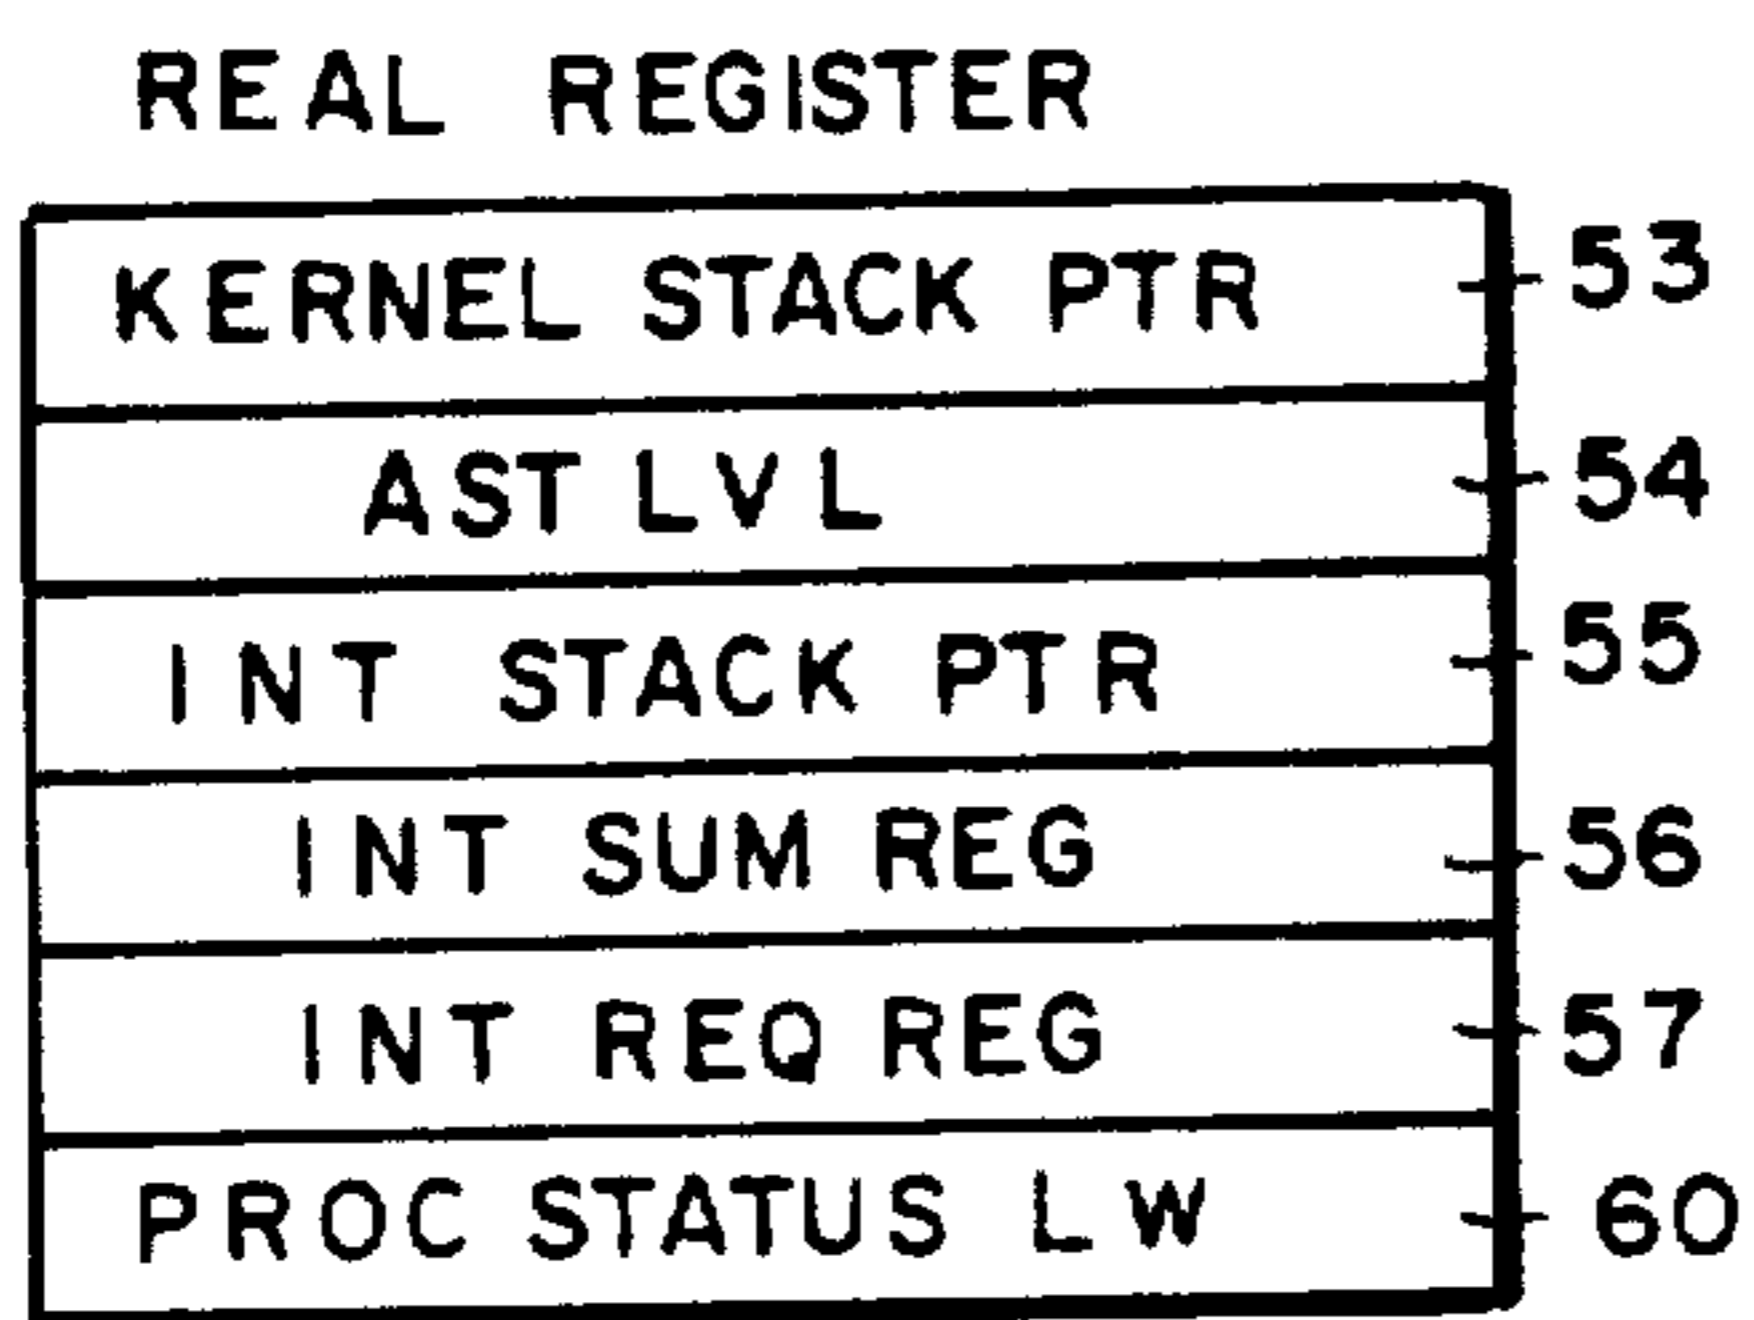 REAL REGISTER
KERNEL STACK PTR 53
AST LVL 54
INT STACK PTR 55
INT SUM REG 56
INT REQ REG 57
PROC STATUS LW 60